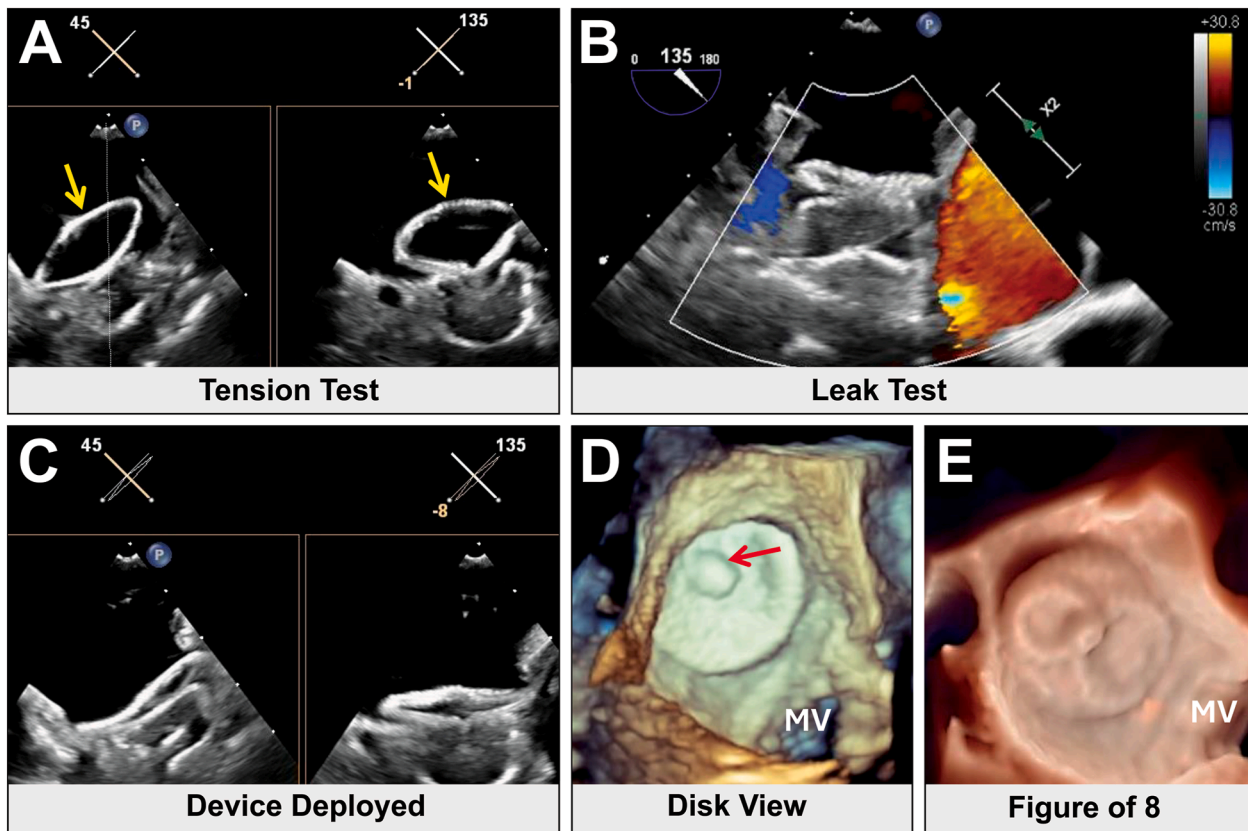 A
45
135
-1
P
Tension Test
B
0 135 180
P
X2
+30.8
-30.8
cm/s
Leak Test
C
45
135
-8
P
Device Deployed
D
MV
Disk View
E
MV
Figure of 8